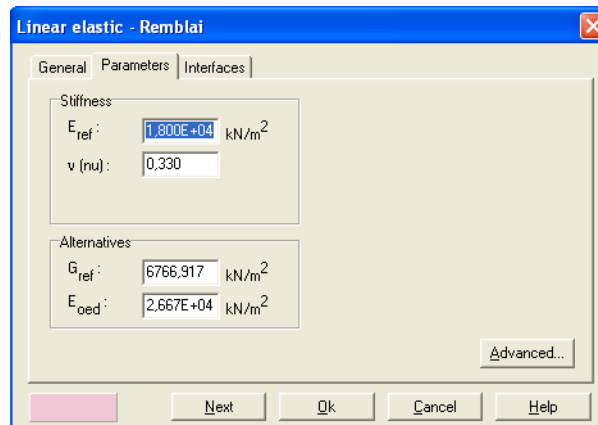 Linear elastic - Remblai
General Parameters Interfaces
Stiffness
E ref : 1,800E+04 kN/m²
ν (nu) : 0,330
Alternatives
G ref : 6766,917 kN/m²
E oed : 2,667E+04 kN/m²
Advanced...
Next Ok Cancel Help